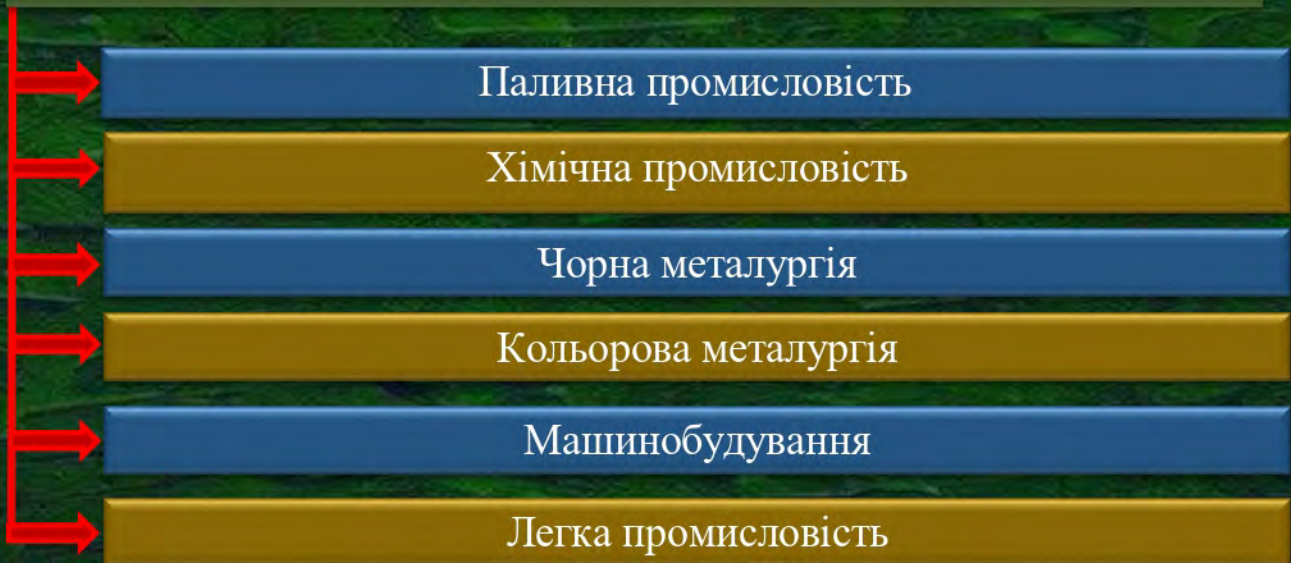 Паливна промисловість
Хімічна промисловість
Чорна металургія
Кольорова металургія
Машинобудування
Легка промисловість